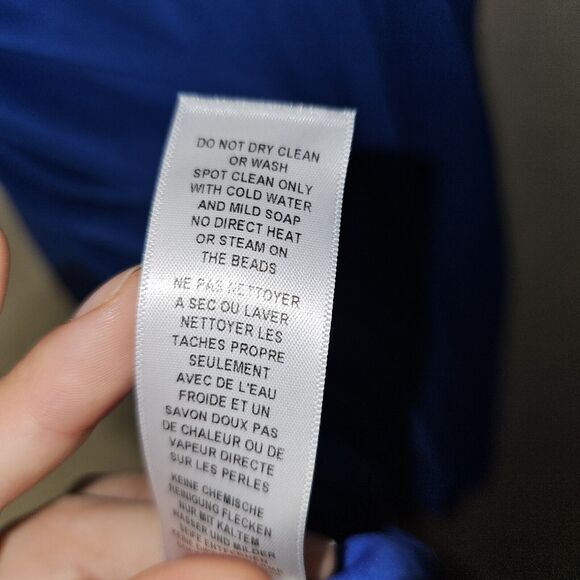 DO NOT DRY CLEAN
OR WASH
SPOT CLEAN ONLY
WITH COLD WATER
AND MILD SOAP
NO DIRECT HEAT
OR STEAM ON
THE BEADS
NE PAS NETTOYER
A SEC OU LAVER
NETTOYER LES
TACHES PROPRE
SEULEMENT
AVEC DE L'EAU
FROIDE ET UN
SAVON DOUX PAS
DE CHALEUR OU DE
VAPEUR DIRECTE
SUR LES PERLES
KEINE CHEMISCHE
REINIGUNG FLECKEN
NUR MIT KALTEM
WASSER UND MILDER
SEIFE